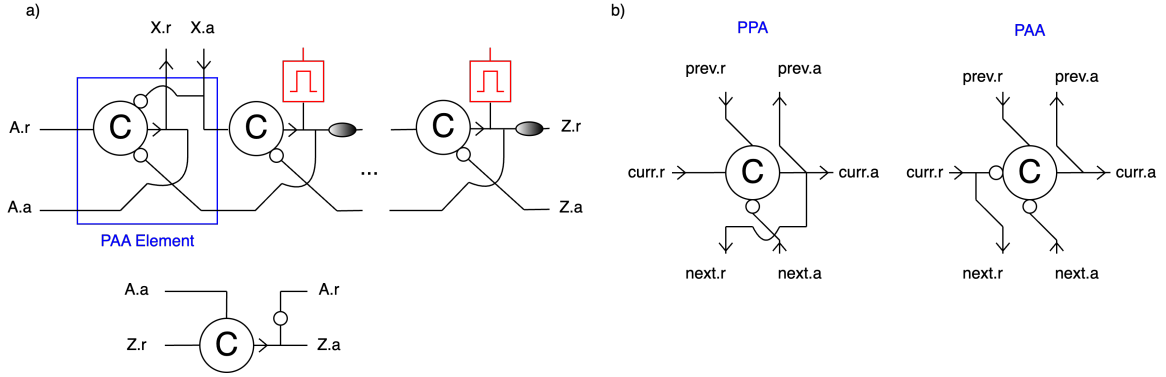 a)
X.r X.a
A.r C C C Z.r
...
A.a Z.a
PAA Element
A.a A.r
Z.r C Z.a
b)
PPA PAA
prev.r prev.a prev.r prev.a
curr.r C curr.a curr.r C curr.a
next.r next.a next.r next.a